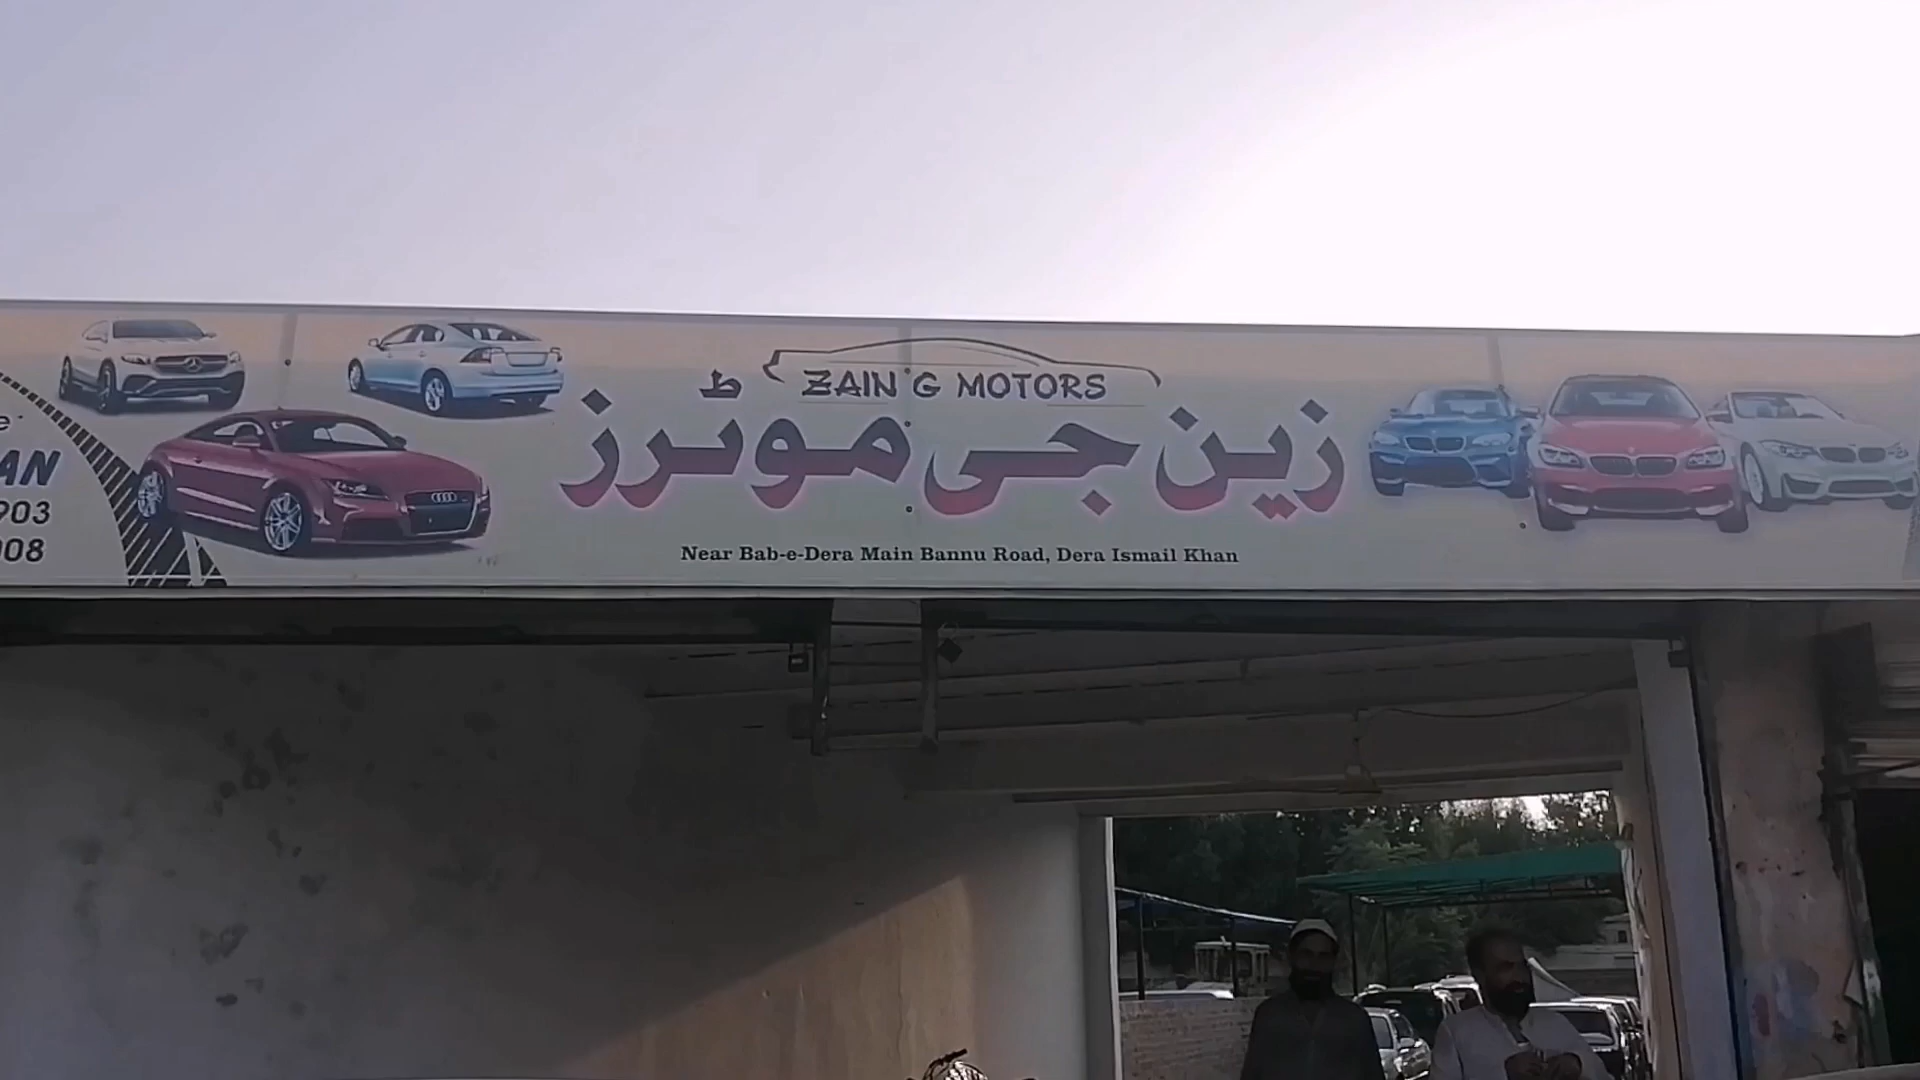 ZAIN G MOTORS
زین جی موٹرز
Near Bab-e-Dera Main Bannu Road, Dera Ismail Khan
AN
903
008